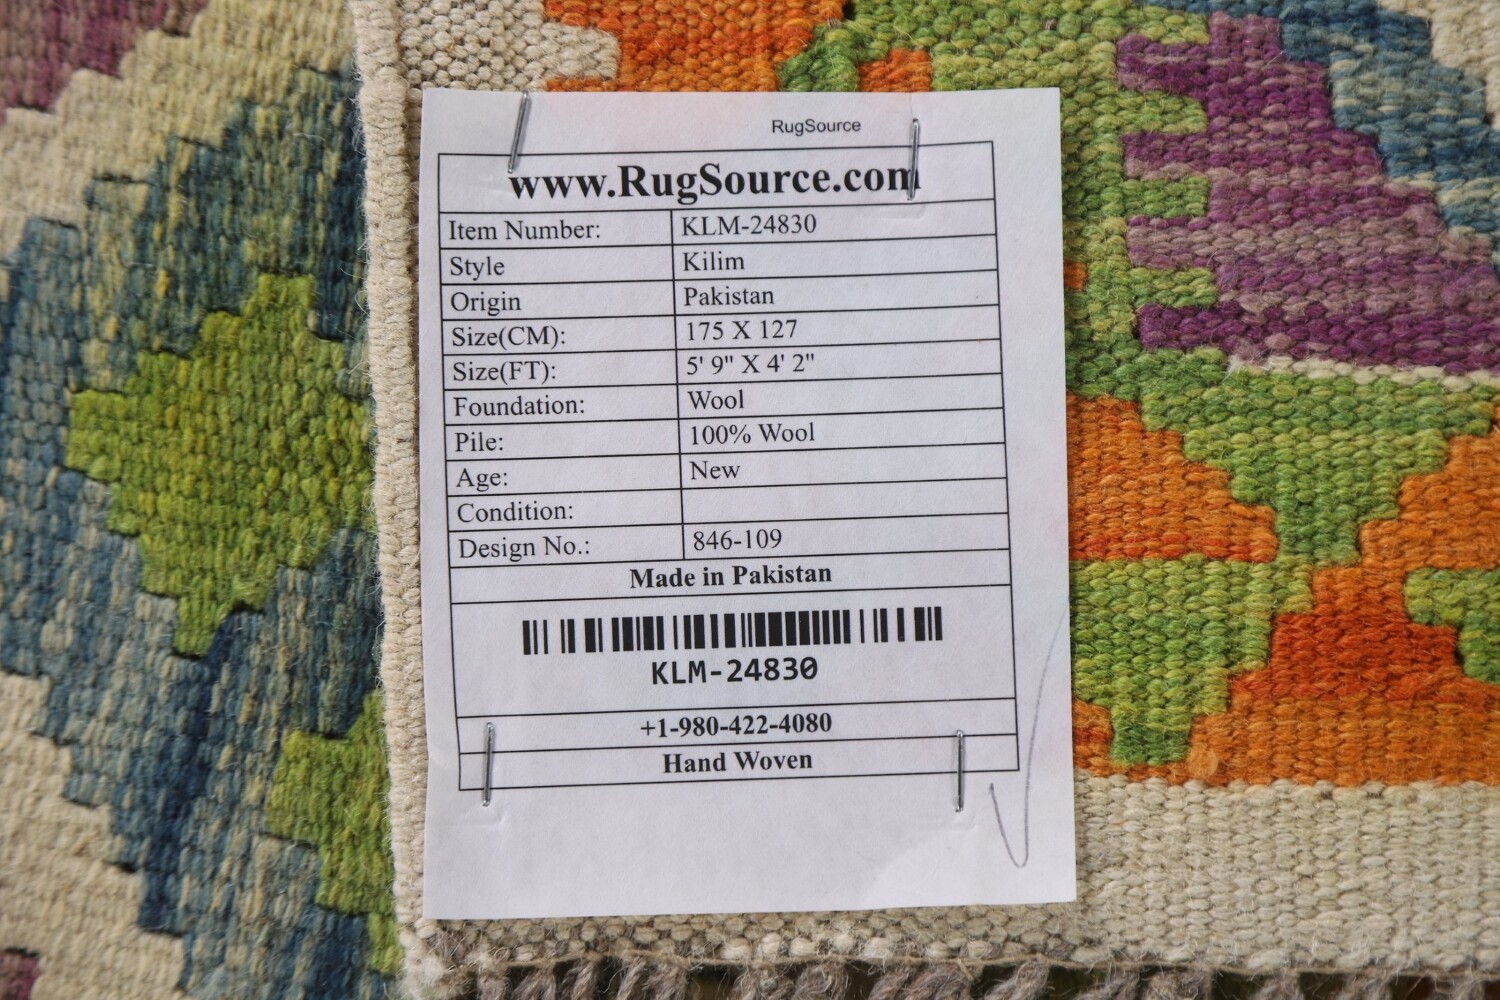 RugSource
www.RugSource.com
Item Number: KLM-24830
Style Kilim
Origin Pakistan
Size(CM): 175 X 127
Size(FT): 5' 9" X 4' 2"
Foundation: Wool
Pile: 100% Wool
Age: New
Condition:
Design No.: 846-109
Made in Pakistan
KLM-24830
+1-980-422-4080
Hand Woven